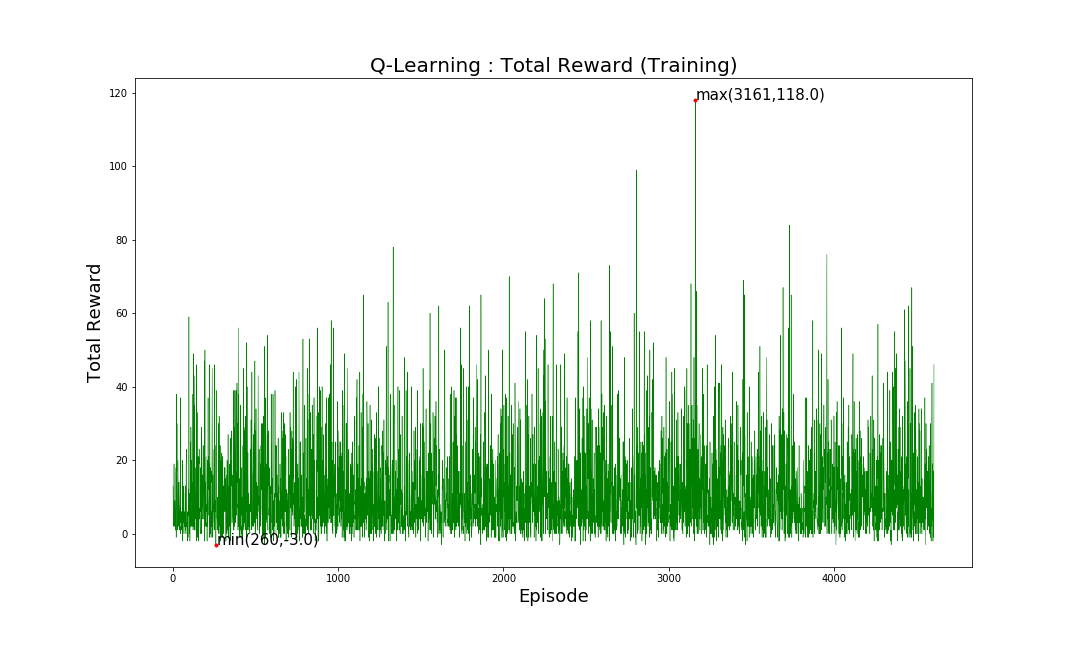 Q-Learning : Total Reward (Training)
120
max(3161,118.0)
100
80
60
40
20
0
min(260,-3.0)
Total Reward
0 1000 2000 3000 4000
Episode